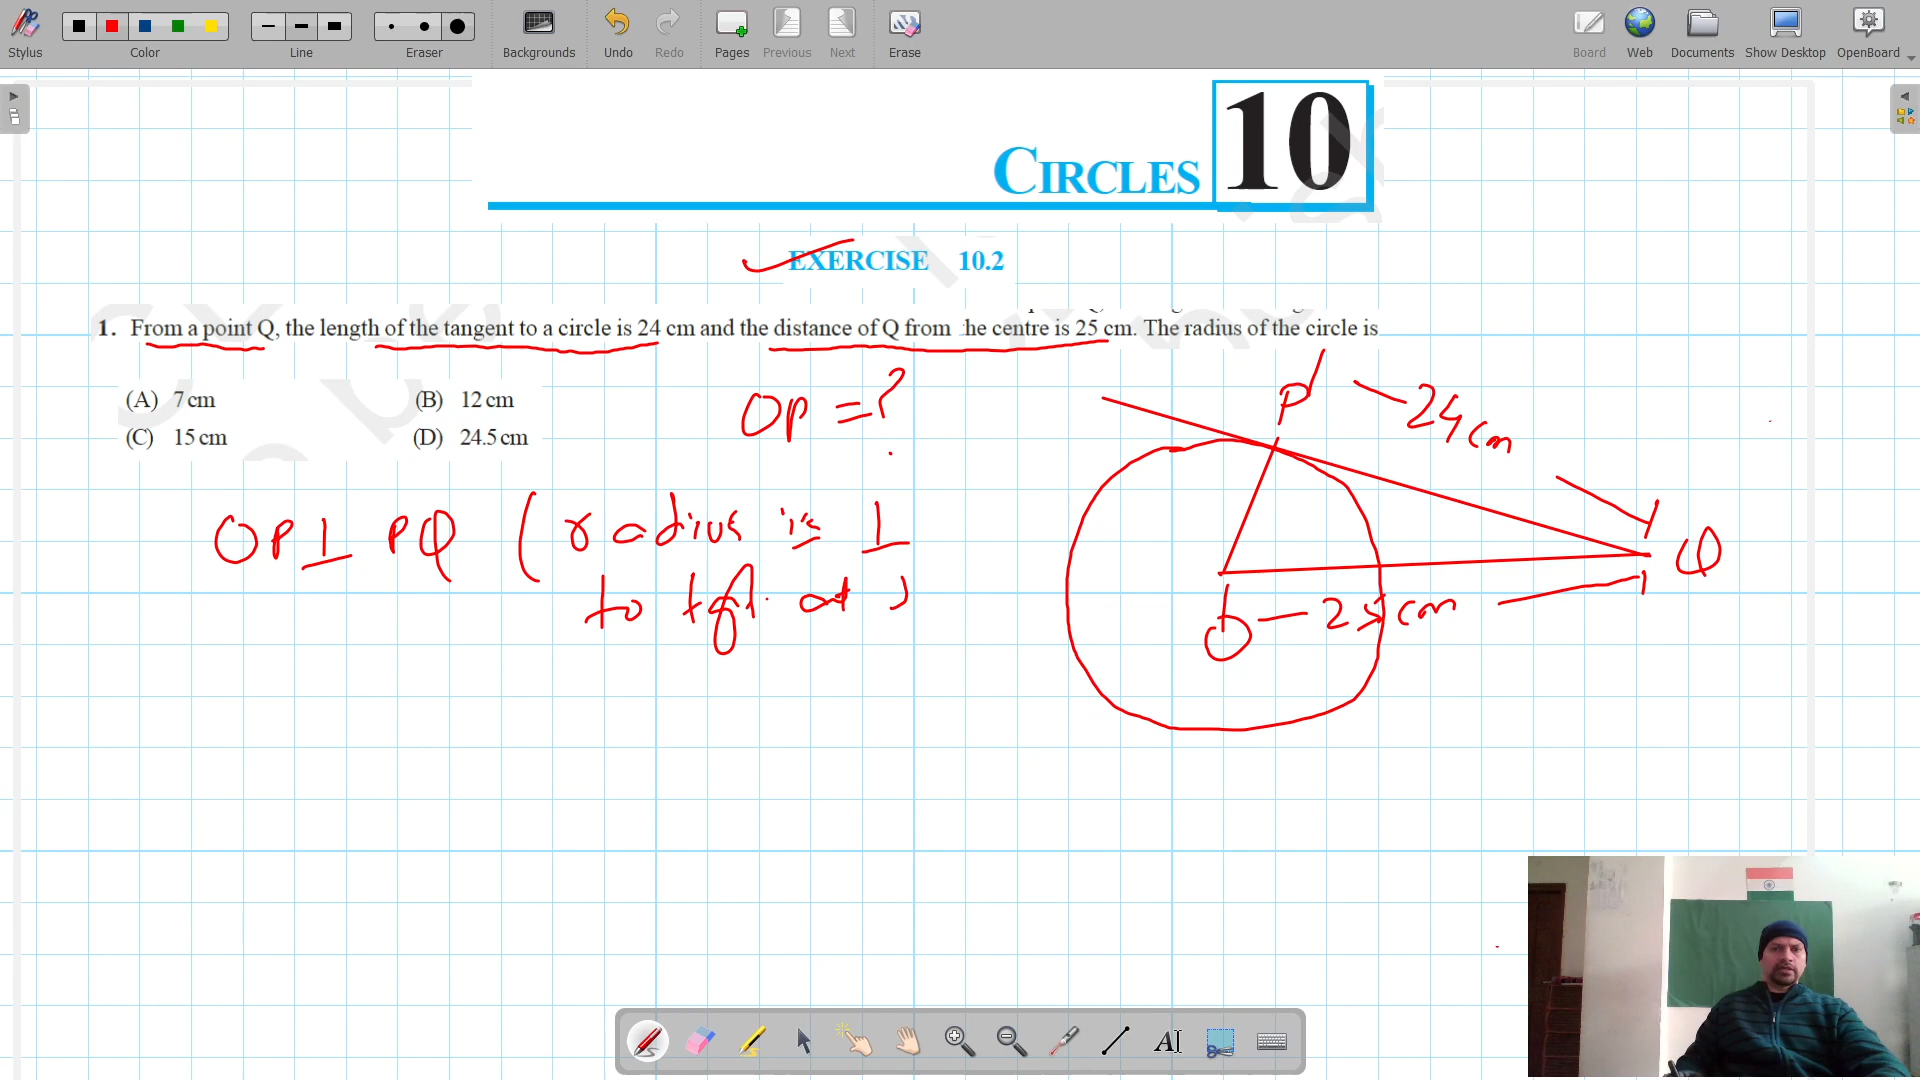 Stylus
Color
Line
Eraser
Backgrounds
Undo
Redo
Pages
Previous
Next
Erase
Board
Web
Documents
Show Desktop
OpenBoard
CIRCLES 10
EXERCISE 10.2
1. From a point Q, the length of the tangent to a circle is 24 cm and the distance of Q from he centre is 25 cm. The radius of the circle is
(A) 7 cm (B) 12 cm
(C) 15 cm (D) 24.5 cm
OP = ?
P
24 cm
OP ⊥ PQ ( radius is ⊥
to at )
Q
O
25 cm